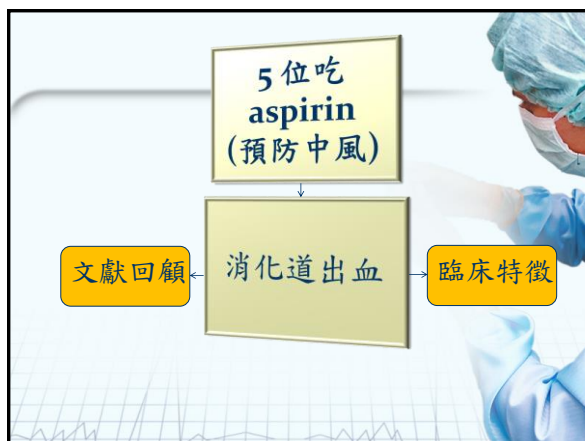 5 位吃
aspirin
(預防中風)
文獻回顧
消化道出血
臨床特徵